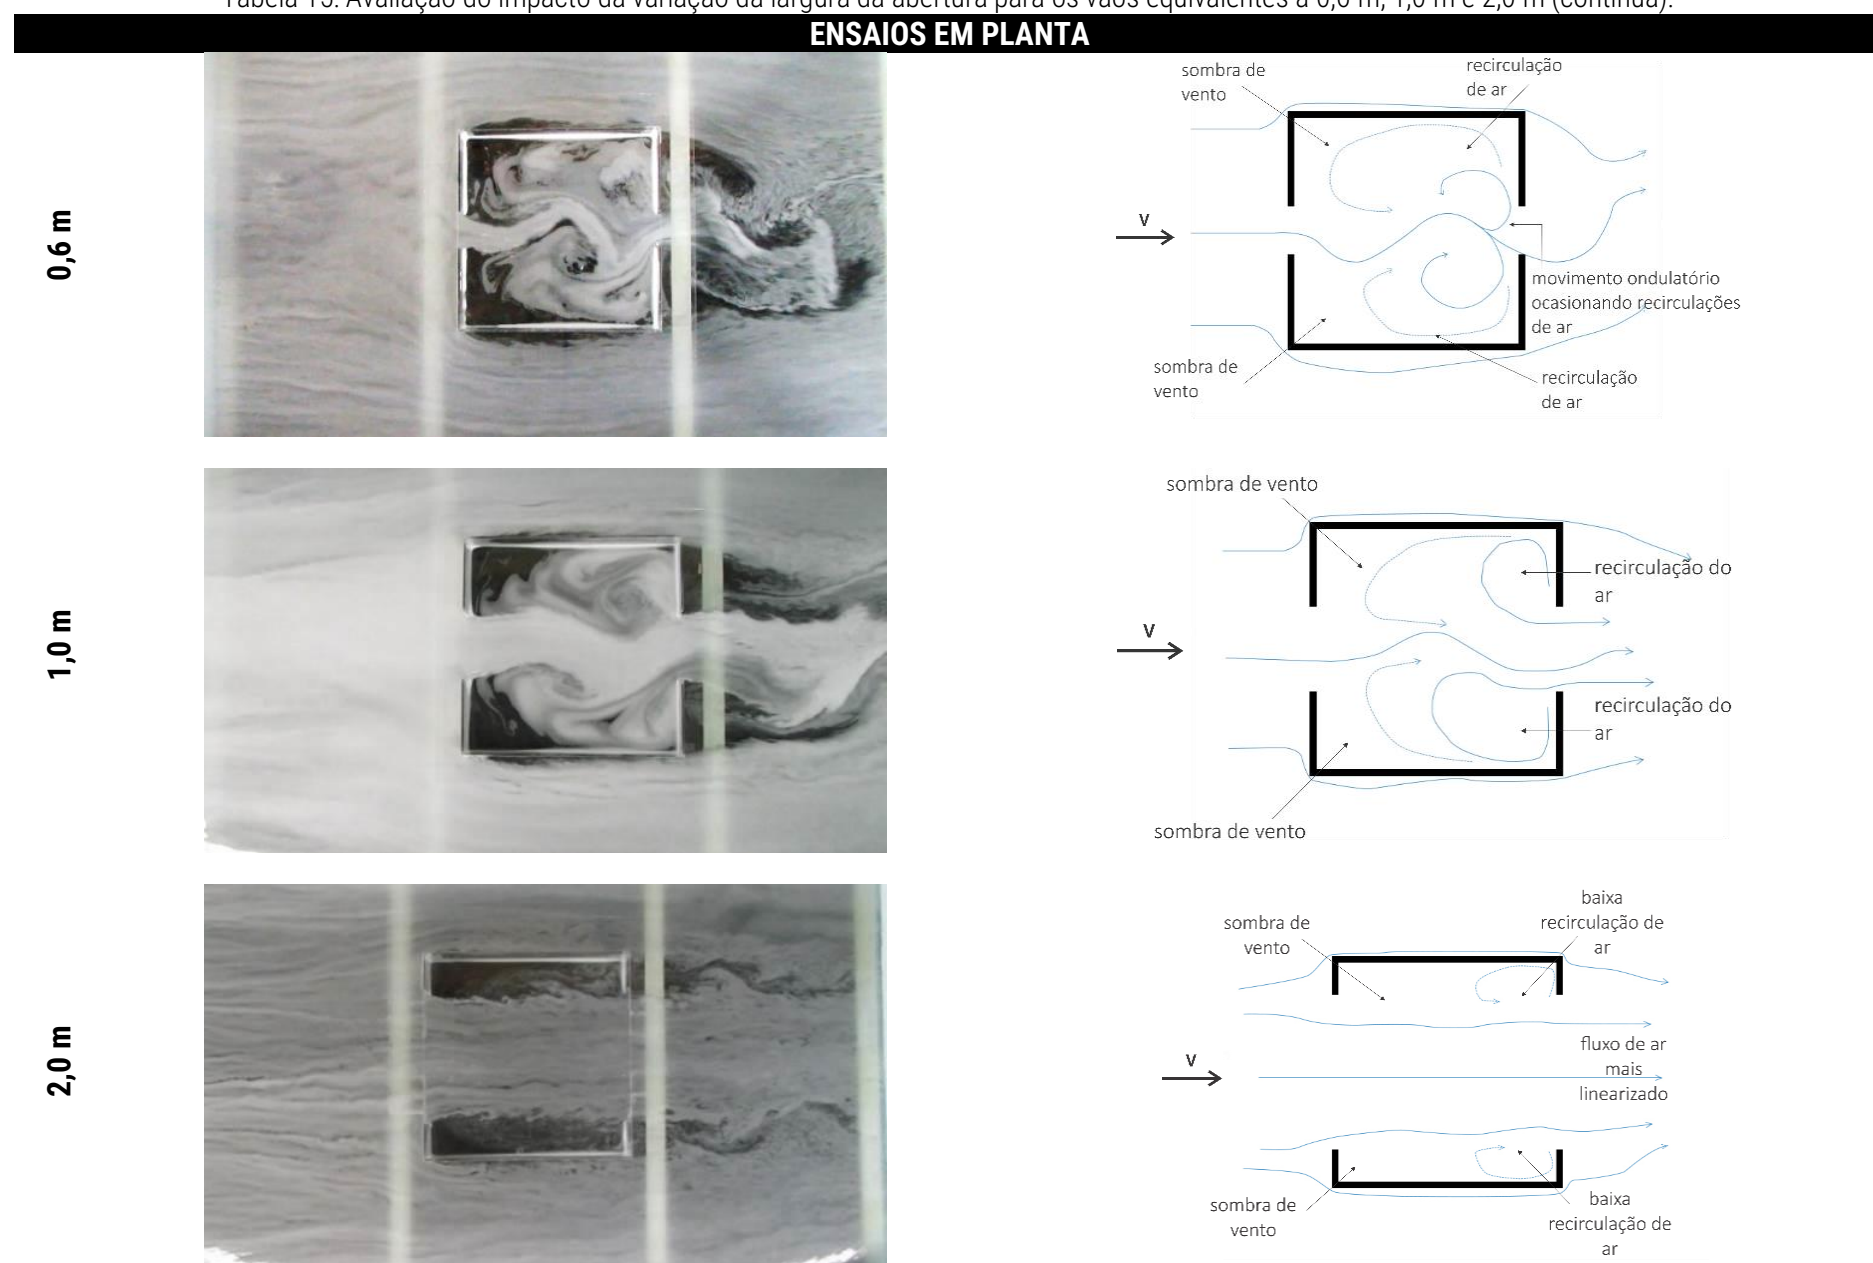 Tabela 13. Avaliação do impacto da variação da largura da abertura para os vãos equivalentes a 0,6 m, 1,0 m e 2,0 m (continua).
ENSAIOS EM PLANTA
0,6 m
sombra de
vento
recirculação
de ar
V
movimento ondulatório
ocasionando recirculações
de ar
sombra de
vento
recirculação
de ar
1,0 m
sombra de vento
recirculação do
ar
V
recirculação do
ar
sombra de vento
2,0 m
sombra de
vento
baixa
recirculação de
ar
V
fluxo de ar
mais
linearizado
sombra de
vento
baixa
recirculação de
ar